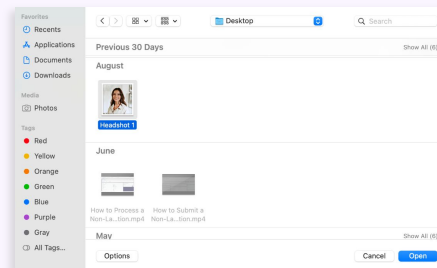 Favorites
Recents
Applications
Documents
Downloads
Media
Photos
Tags
Red
Yellow
Orange
Green
Blue
Purple
Gray
All Tags...
Desktop
Search
Previous 30 Days
Show All (6)
August
Headshot 1
June
How to Process a
Non-La...tion.mp4
How to Submit a
Non-La...tion.mp4
May
Show All (6)
Options
Cancel
Open